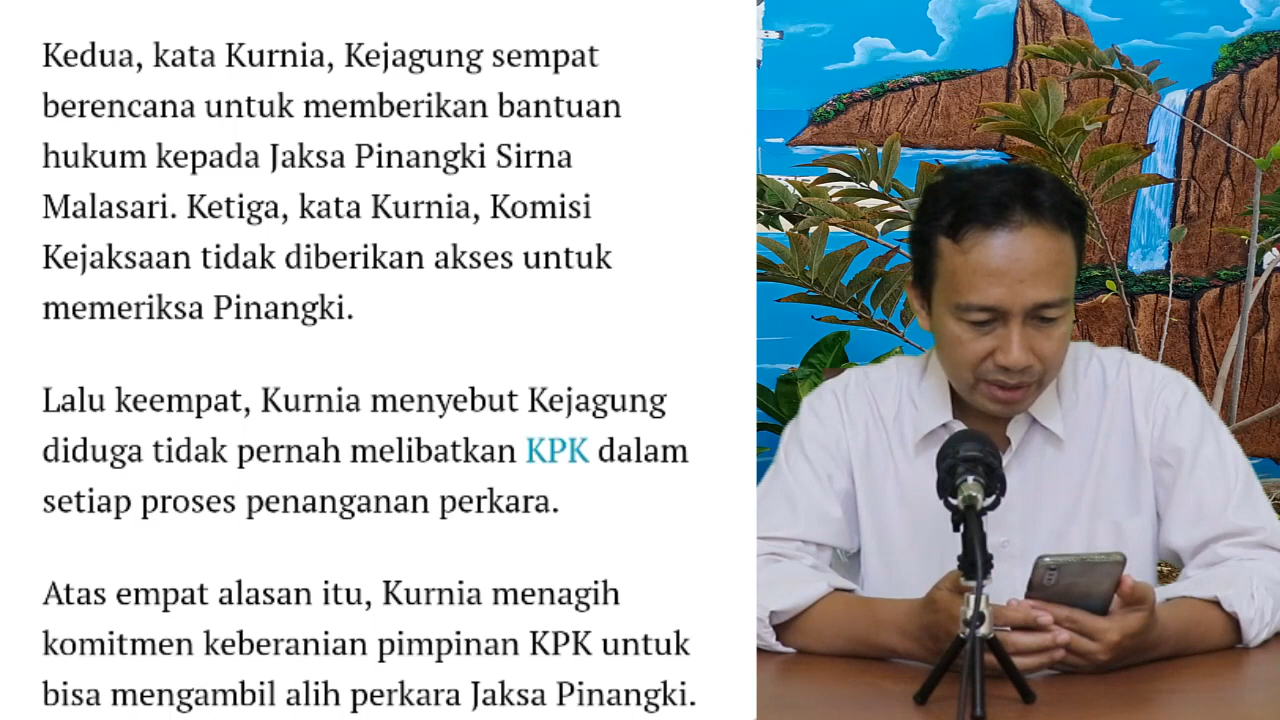 Kedua, kata Kurnia, Kejagung sempat
berencana untuk memberikan bantuan
hukum kepada Jaksa Pinangki Sirna
Malasari. Ketiga, kata Kurnia, Komisi
Kejaksaan tidak diberikan akses untuk
memeriksa Pinangki.
Lalu keempat, Kurnia menyebut Kejagung
diduga tidak pernah melibatkan KPK dalam
setiap proses penanganan perkara.
Atas empat alasan itu, Kurnia menagih
komitmen keberanian pimpinan KPK untuk
bisa mengambil alih perkara Jaksa Pinangki.